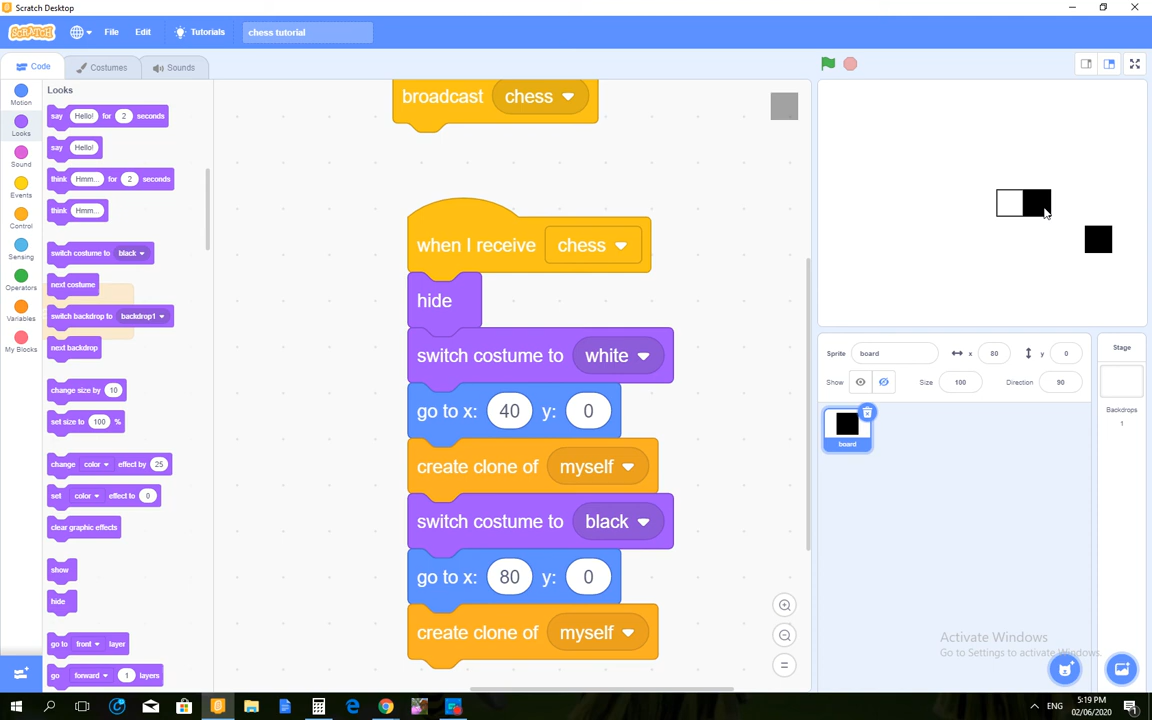 Scratch Desktop
SCRATCH
File
Edit
Tutorials
chess tutorial
Code
Costumes
Sounds
Motion
Looks
Sound
Events
Control
Sensing
Operators
Variables
My Blocks
Looks
say Hello! for 2 seconds
say Hello!
think Hmm... for 2 seconds
think Hmm...
switch costume to black
next costume
switch backdrop to backdrop1
next backdrop
change size by 10
set size to 100 %
change color effect by 25
set color effect to 0
clear graphic effects
show
hide
go to front layer
go forward 1 layers
broadcast chess
when I receive chess
hide
switch costume to white
go to x: 40 y: 0
create clone of myself
switch costume to black
go to x: 80 y: 0
create clone of myself
Sprite board x 80 y 0
Show Size 100 Direction 90
board
Stage
Backdrops
1
Activate Windows
Go to Settings to activate Windows.
ENG
5:19 PM
02/06/2020
1